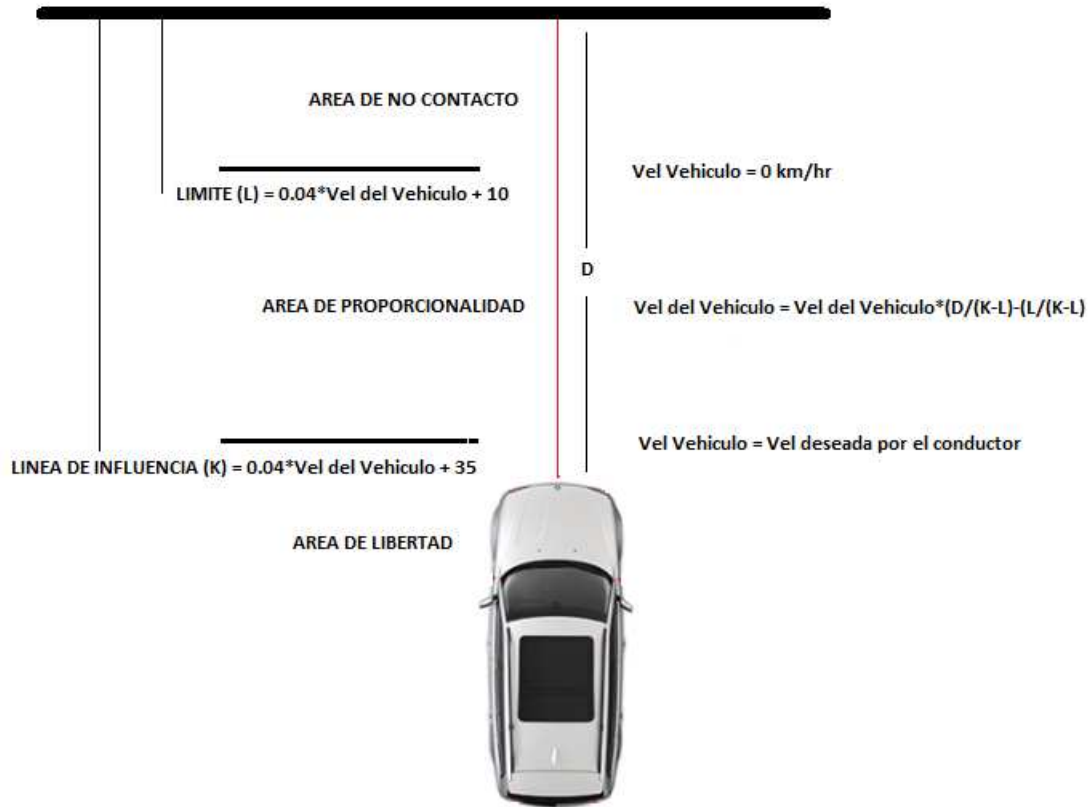 AREA DE NO CONTACTO
Vel Vehiculo = 0 km/hr
LIMITE (L) = 0.04*Vel del Vehiculo + 10
D
AREA DE PROPORCIONALIDAD
Vel del Vehiculo = Vel del Vehiculo*(D/(K-L)-(L/(K-L)
Vel Vehiculo = Vel deseada por el conductor
LINEA DE INFLUENCIA (K) = 0.04*Vel del Vehiculo + 35
AREA DE LIBERTAD